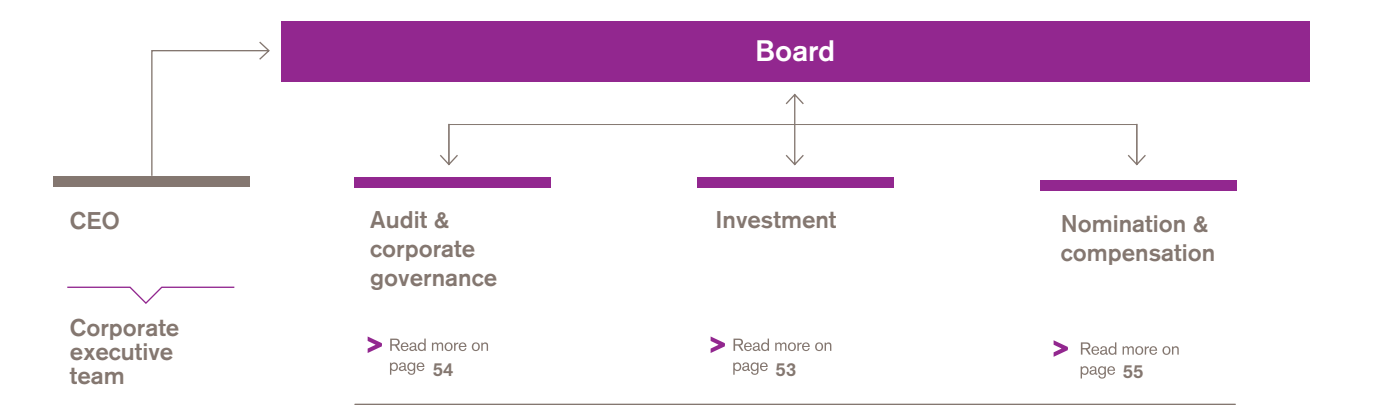 Board
CEO
Corporate
executive
team
Audit &
corporate
governance
> Read more on
page 54
Investment
> Read more on
page 53
Nomination &
compensation
> Read more on
page 55